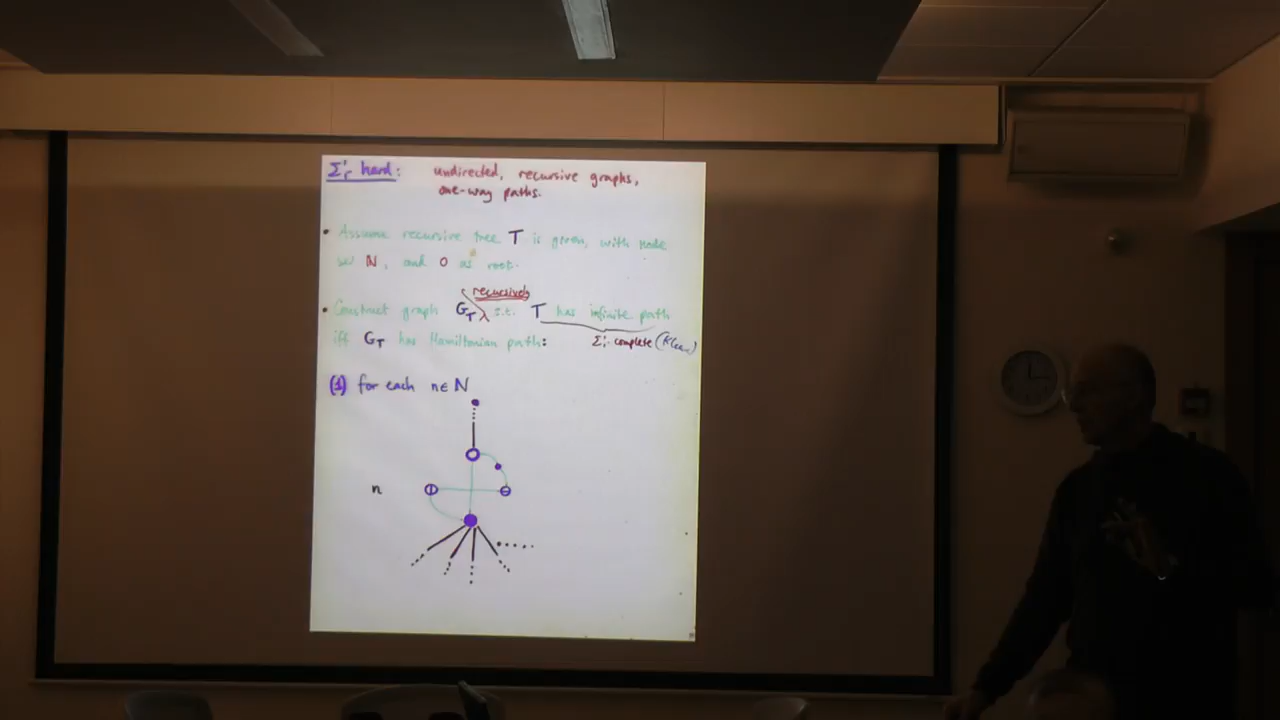 Σ¹₁ hard: undirected, recursive graphs,
one-way paths.
• Assume recursive tree T is given, with node
set N, and 0 as root.
recursively
• Construct graph G_T s.t. T has infinite path
iff G_T has Hamiltonian path: Σ¹₁-complete
(1) for each n ∈ N
n